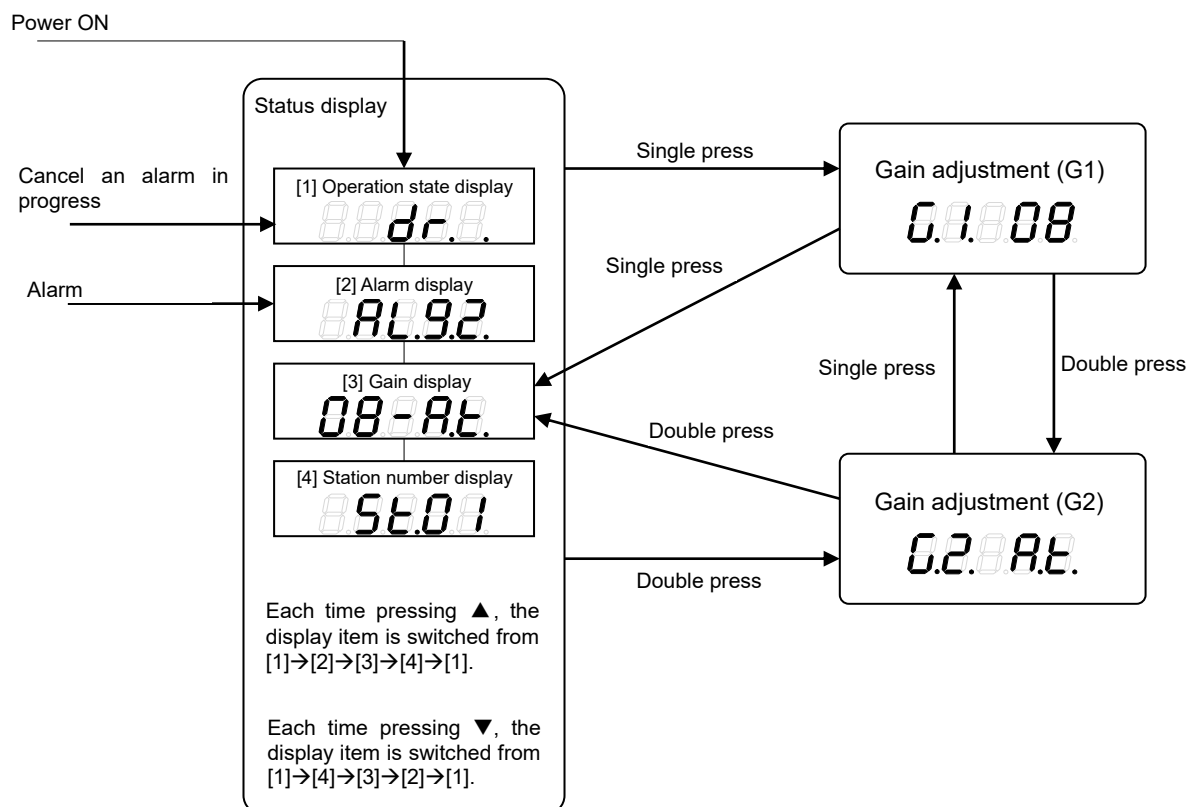 Power ON
Status display
Cancel an alarm in
progress
[1] Operation state display
dr. .
Alarm
[2] Alarm display
AL.9.2.
[3] Gain display
08-A.t.
[4] Station number display
St.01
Each time pressing ▲, the
display item is switched from
[1]→[2]→[3]→[4]→[1].
Each time pressing ▼, the
display item is switched from
[1]→[4]→[3]→[2]→[1].
Single press
Single press
Double press
Double press
Gain adjustment (G1)
G.1. 08
Single press
Double press
Gain adjustment (G2)
G.2. A.t.